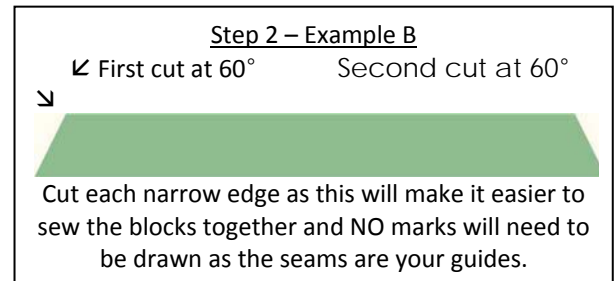 Step 2 – Example B
↙ First cut at 60° Second cut at 60°
↘
Cut each narrow edge as this will make it easier to
sew the blocks together and NO marks will need to
be drawn as the seams are your guides.